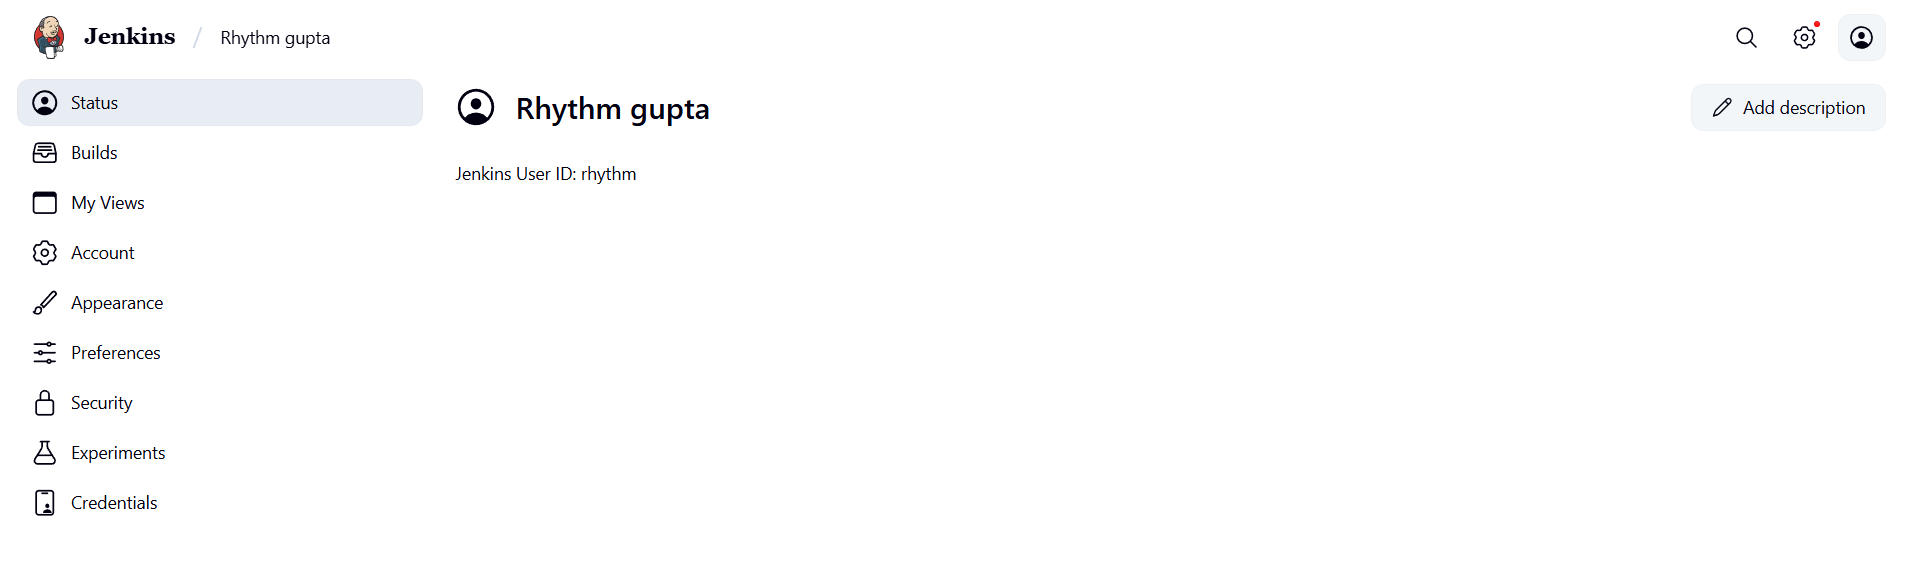 Jenkins / Rhythm gupta
Status
Builds
My Views
Account
Appearance
Preferences
Security
Experiments
Credentials
Rhythm gupta
Add description
Jenkins User ID: rhythm